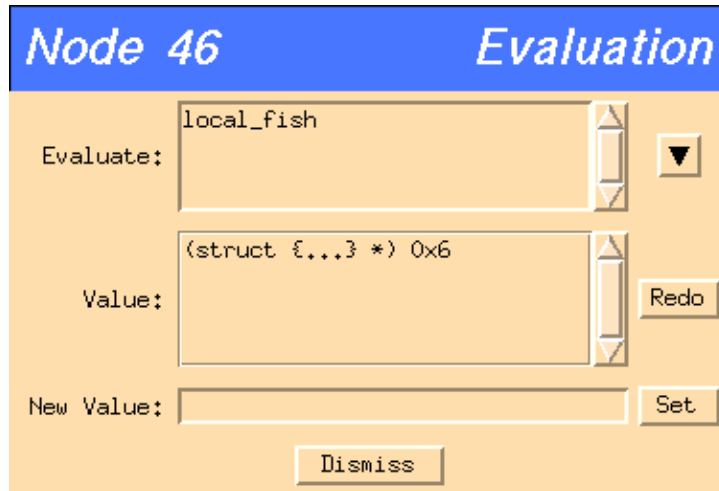 Node 46 Evaluation
Evaluate:
local_fish
Value:
(struct {...} *) 0x6
Redo
New Value:
Set
Dismiss